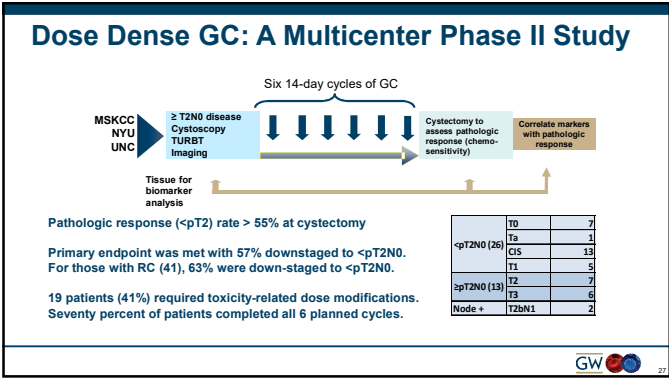 Dose Dense GC: A Multicenter Phase II Study
Six 14-day cycles of GC
MSKCC
NYU
UNC
≥ T2N0 disease
Cystoscopy
TURBT
Imaging
Cystectomy to
assess pathologic
response (chemo-
sensitivity)
Correlate markers
with pathologic
response
Tissue for
biomarker
analysis
Pathologic response (<pT2) rate > 55% at cystectomy
Primary endpoint was met with 57% downstaged to <pT2N0.
For those with RC (41), 63% were down-staged to <pT2N0.
19 patients (41%) required toxicity-related dose modifications.
Seventy percent of patients completed all 6 planned cycles.
<pT2N0 (26)
T0 7
Ta 1
CIS 13
T1 5
≥pT2N0 (13)
T2 7
T3 6
Node + T2bN1 2
GW
27